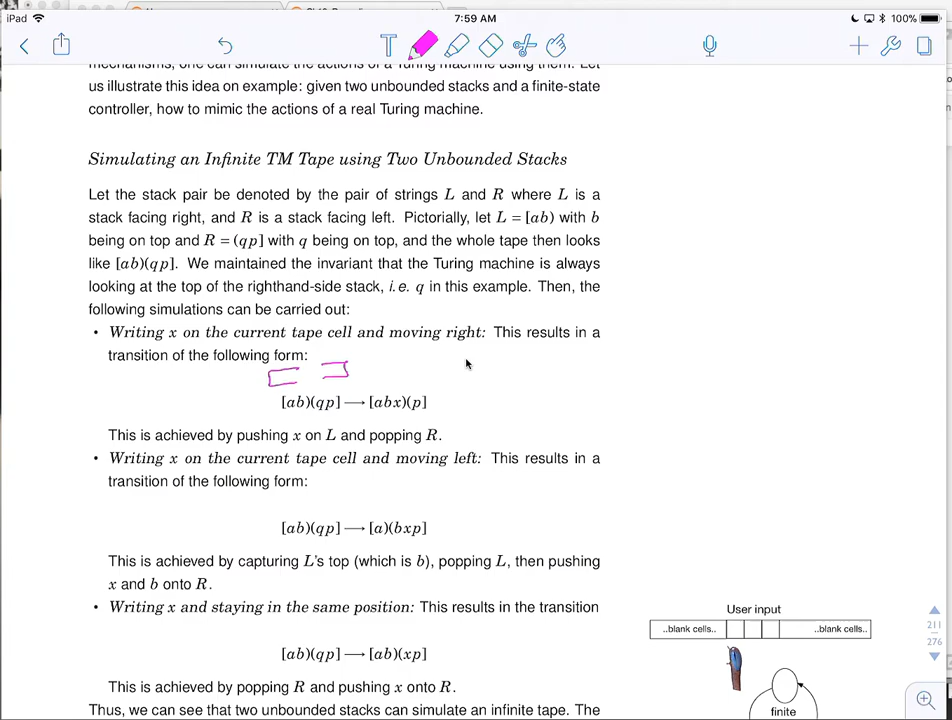 iPad
7:59 AM
100%
mechanisms, one can simulate the actions of a Turing machine using them. Let
us illustrate this idea on example: given two unbounded stacks and a finite-state
controller, how to mimic the actions of a real Turing machine.
Simulating an Infinite TM Tape using Two Unbounded Stacks
Let the stack pair be denoted by the pair of strings L and R where L is a
stack facing right, and R is a stack facing left. Pictorially, let L = [ab) with b
being on top and R = (qp] with q being on top, and the whole tape then looks
like [ab)(qp]. We maintained the invariant that the Turing machine is always
looking at the top of the righthand-side stack, i.e. q in this example. Then, the
following simulations can be carried out:
• Writing x on the current tape cell and moving right: This results in a
transition of the following form:
[ab)(qp] ⟶ [abx)(p]
This is achieved by pushing x on L and popping R.
• Writing x on the current tape cell and moving left: This results in a
transition of the following form:
[ab)(qp] ⟶ [a)(bxp]
This is achieved by capturing L's top (which is b), popping L, then pushing
x and b onto R.
• Writing x and staying in the same position: This results in the transition
[ab)(qp] ⟶ [ab)(xp]
This is achieved by popping R and pushing x onto R.
Thus, we can see that two unbounded stacks can simulate an infinite tape. The
User input
..blank cells..
..blank cells..
finite
211
276